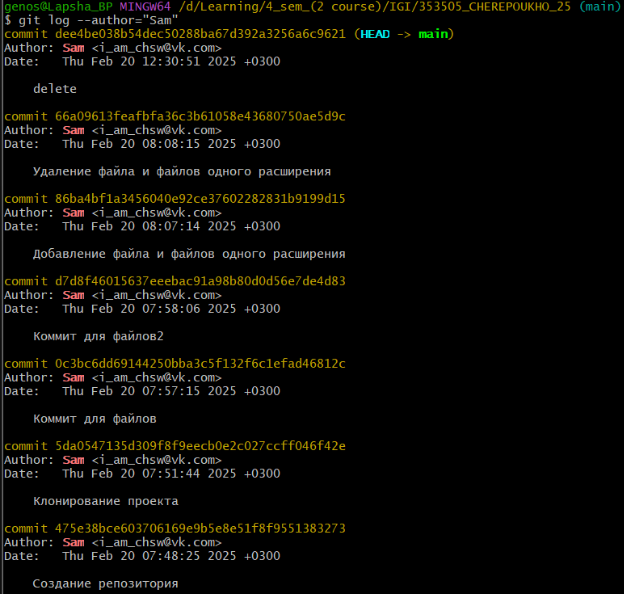 genos@Lapsha_BP MINGW64 /d/Learning/4_sem_(2 course)/IGI/353505_CHEREPOUKHO_25 (main)
$ git log --author="Sam"
commit dee4be038b54dec50288ba67d392a3256a6c9621 (HEAD -> main)
Author: Sam <i_am_chsw@vk.com>
Date:   Thu Feb 20 12:30:51 2025 +0300
    delete
commit 66a09613feafbfa36c3b61058e43680750ae5d9c
Author: Sam <i_am_chsw@vk.com>
Date:   Thu Feb 20 08:08:15 2025 +0300
    Удаление файла и файлов одного расширения
commit 86ba4bf1a3456040e92ce37602282831b9199d15
Author: Sam <i_am_chsw@vk.com>
Date:   Thu Feb 20 08:07:14 2025 +0300
    Добавление файла и файлов одного расширения
commit d7d8f46015637eeebac91a98b80d0d56e7de4d83
Author: Sam <i_am_chsw@vk.com>
Date:   Thu Feb 20 07:58:06 2025 +0300
    Коммит для файлов2
commit 0c3bc6dd69144250bba3c5f132f6c1efad46812c
Author: Sam <i_am_chsw@vk.com>
Date:   Thu Feb 20 07:57:15 2025 +0300
    Коммит для файлов
commit 5da0547135d309f8f9eecb0e2c027ccff046f42e
Author: Sam <i_am_chsw@vk.com>
Date:   Thu Feb 20 07:51:44 2025 +0300
    Клонирование проекта
commit 475e38bce603706169e9b5e8e51f8f9551383273
Author: Sam <i_am_chsw@vk.com>
Date:   Thu Feb 20 07:48:25 2025 +0300
    Создание репозитория